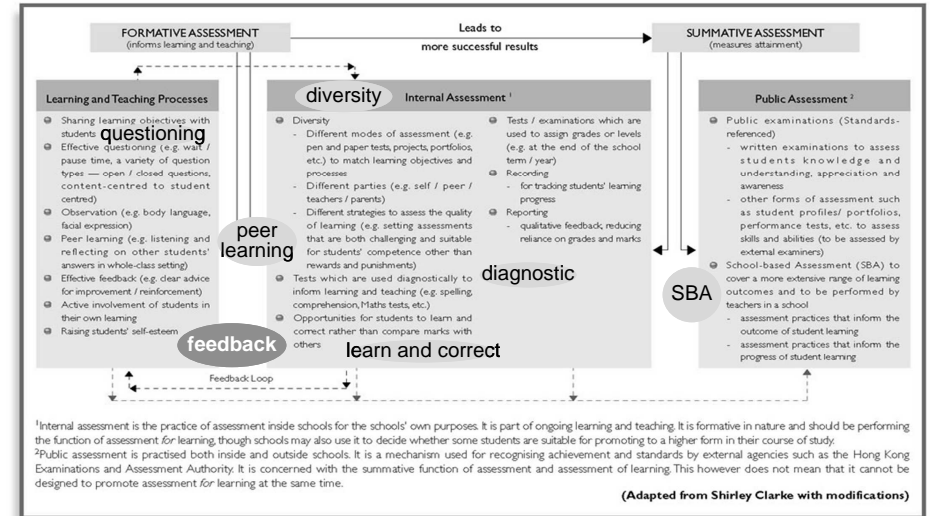 FORMATIVE ASSESSMENT
(informs learning and teaching)
Leads to
more successful results
SUMMATIVE ASSESSMENT
(measures attainment)
Learning and Teaching Processes
Sharing learning objectives with
students
questioning
Effective questioning (e.g. wait /
pause time, a variety of question
types — open / closed questions,
content-centred to student
centred)
Observation (e.g. body language,
facial expression)
Peer learning (e.g. listening and
reflecting on other students'
answers in whole-class setting)
Effective feedback (e.g. clear advice
for improvement / reinforcement)
Active involvement of students in
their own learning
Raising students' self-esteem
feedback
peer
learning
diversity
Internal Assessment 1
Diversity
- Different modes of assessment (e.g.
pen and paper tests, projects, portfolios,
etc.) to match learning objectives and
processes
- Different parties (e.g. self / peer /
teachers / parents)
- Different strategies to assess the quality
of learning (e.g. setting assessments
that are both challenging and suitable
for students' competence other than
rewards and punishments)
Tests which are used diagnostically to
inform learning and teaching (e.g. spelling,
comprehension, Maths tests, etc.)
Opportunities for students to learn and
correct rather than compare marks with
others
learn and correct
Tests / examinations which are
used to assign grades or levels
(e.g. at the end of the school
term / year)
Recording
- for tracking students' learning
progress
Reporting
- qualitative feedback, reducing
reliance on grades and marks
diagnostic
SBA
Public Assessment 2
Public examinations (Standards-
referenced)
- written examinations to assess
students knowledge and
understanding, appreciation and
awareness
- other forms of assessment such
as student profiles/ portfolios,
performance tests, etc. to assess
skills and abilities (to be assessed by
external examiners)
School-based Assessment (SBA) to
cover a more extensive range of learning
outcomes and to be performed by
teachers in a school
- assessment practices that inform the
outcome of student learning
- assessment practices that inform the
progress of student learning
Feedback Loop
1Internal assessment is the practice of assessment inside schools for the schools' own purposes. It is part of ongoing learning and teaching. It is formative in nature and should be performing
the function of assessment for learning, though schools may also use it to decide whether some students are suitable for promoting to a higher form in their course of study.
2Public assessment is practised both inside and outside schools. It is a mechanism used for recognising achievement and standards by external agencies such as the Hong Kong
Examinations and Assessment Authority. It is concerned with the summative function of assessment and assessment of learning. This however does not mean that it cannot be
designed to promote assessment for learning at the same time.
(Adapted from Shirley Clarke with modifications)